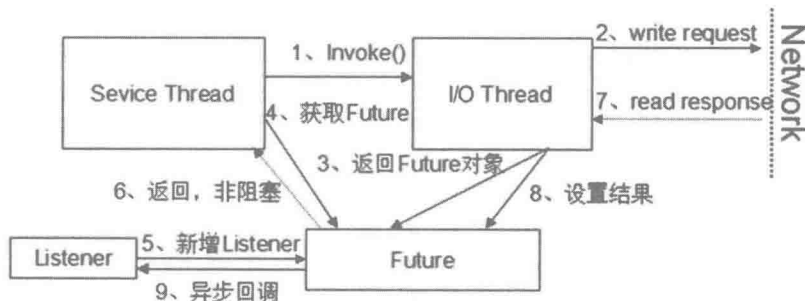 2、write request
1、Invoke()
Sevice Thread
I/O Thread
Network
7、read response
4、获取Future
3、返回Future对象
6、返回，非阻塞
8、设置结果
5、新增Listener
Listener
Future
9、异步回调